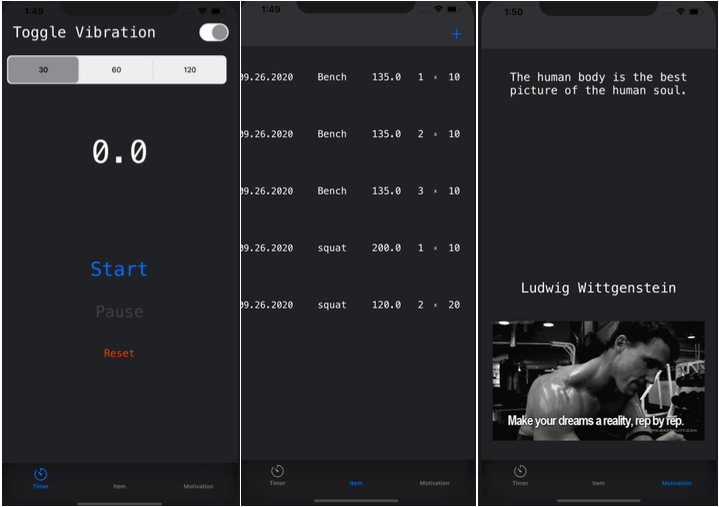 1:49
Toggle Vibration
30 60 120
0.0
Start
Pause
Reset
Timer Item Motivation
1:49
+
09.26.2020 Bench 135.0 1 × 10
09.26.2020 Bench 135.0 2 × 10
09.26.2020 Bench 135.0 3 × 10
09.26.2020 squat 200.0 1 × 10
09.26.2020 squat 120.0 2 × 20
Timer Item Motivation
1:50
The human body is the best
picture of the human soul.
Ludwig Wittgenstein
Make your dreams a reality, rep by rep.
Timer Item Motivation